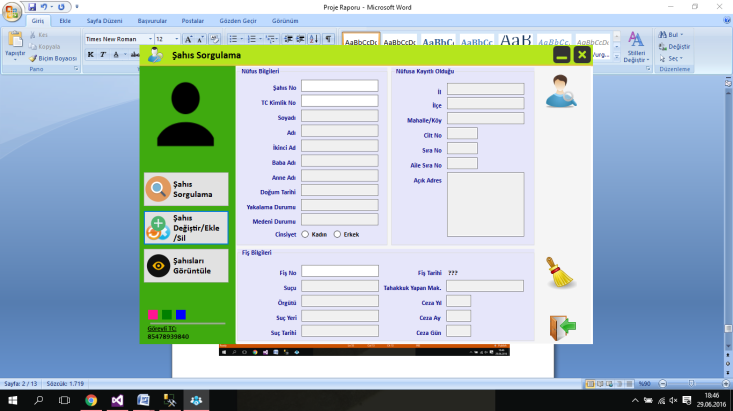 Proje Raporu - Microsoft Word
Giriş Ekle Sayfa Düzeni Başvurular Postalar Gözden Geçir Görünüm
Yapıştır
Kes
Kopyala
Biçim Boyacısı
Pano
Times New Roman 12
K T A abc
AaBbCcDc AaBbCcDc AaBbC AaBbCc AaB AaBbCc. AaBbCcDc
Stilleri
Değiştir
Bul
Değiştir
Seç
Düzenleme
Şahıs Sorgulama
Şahıs
Sorgulama
Şahıs
Değiştir/Ekle
/Sil
Şahısları
Görüntüle
Görevli TC:
85478939840
Nüfus Bilgileri
Şahıs No
TC Kimlik No
Soyadı
Adı
İkinci Ad
Baba Adı
Anne Adı
Doğum Tarihi
Yakalama Durumu
Medeni Durumu
Cinsiyet Kadın Erkek
Nüfusa Kayıtlı Olduğu
İl
İlçe
Mahalle/Köy
Cilt No
Sıra No
Aile Sıra No
Açık Adres
Fiş Bilgileri
Fiş No
Suçu
Örgütü
Suç Yeri
Suç Tarihi
Fiş Tarihi ???
Tahakkuk Yapan Mak.
Ceza Yıl
Ceza Ay
Ceza Gün
Sayfa: 2 / 13 Sözcük: 1.719
%90
18:46
29.06.2016